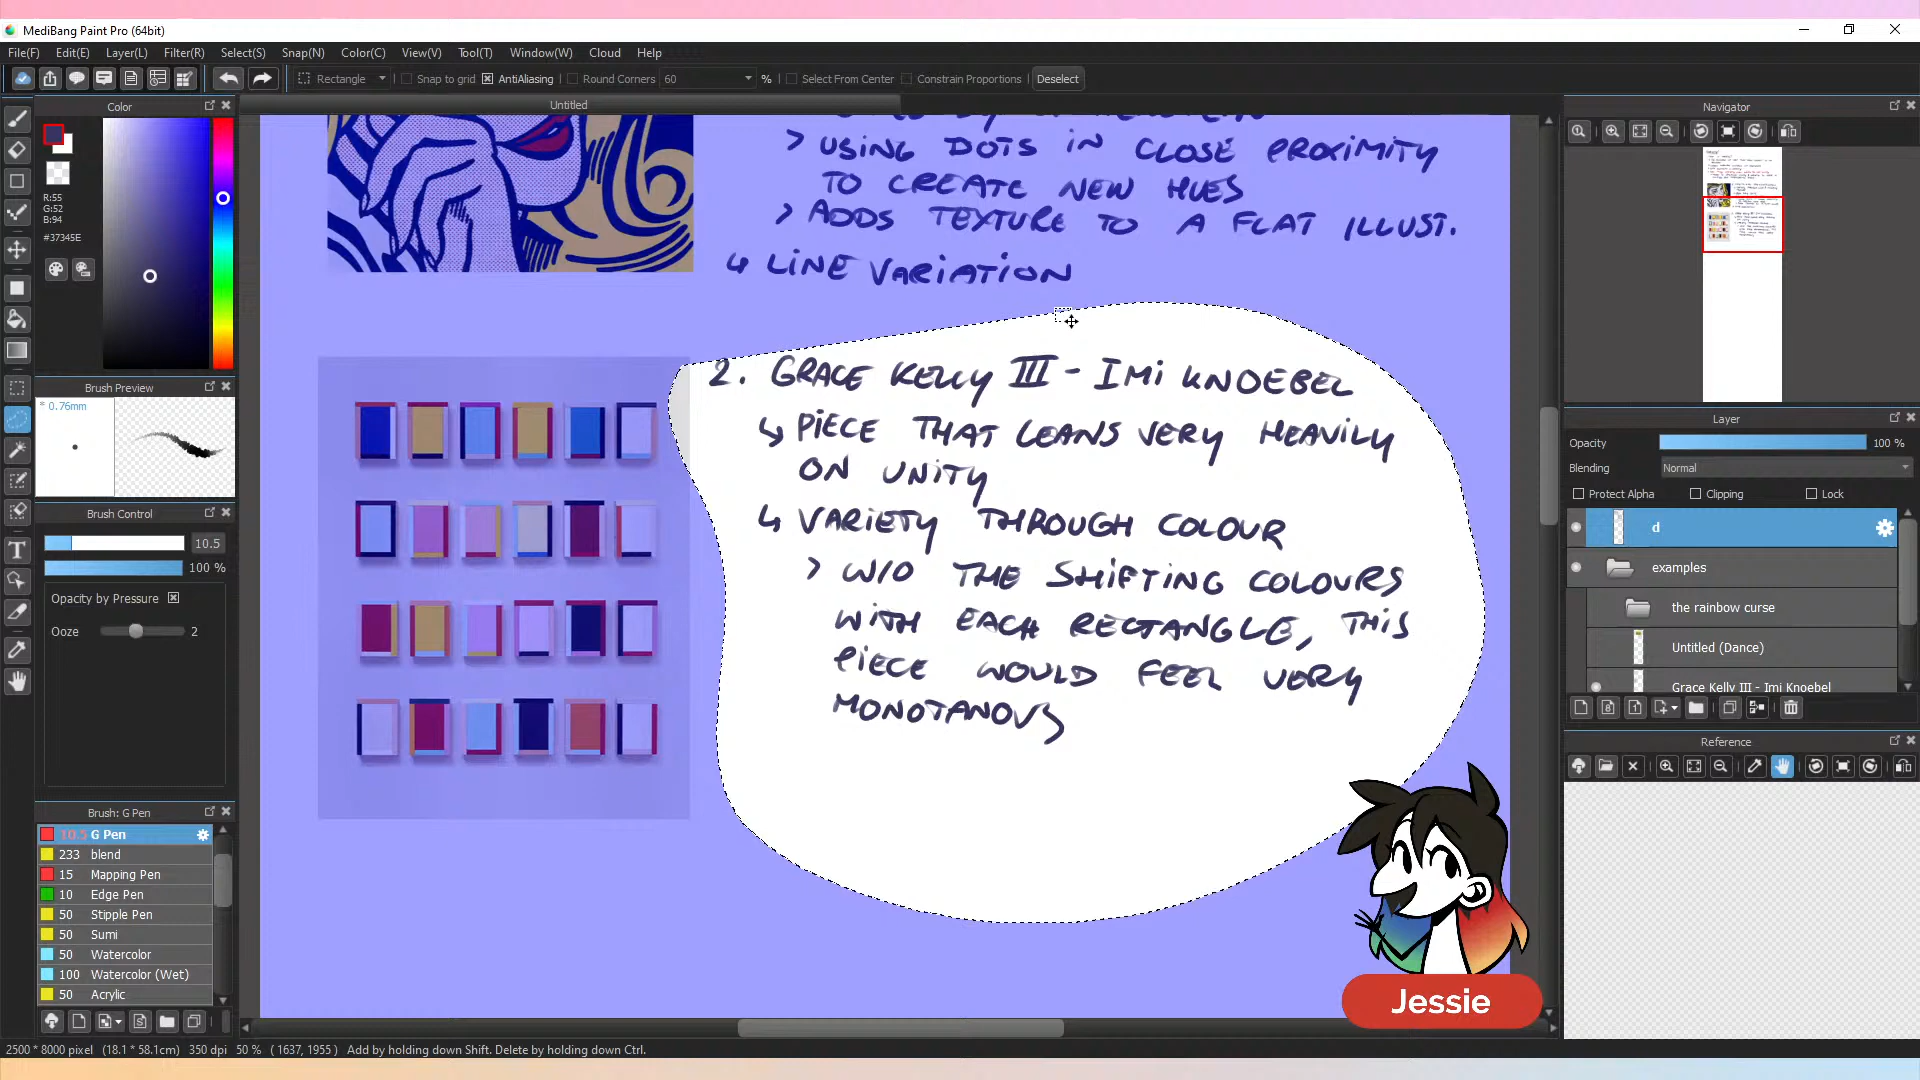 MediBang Paint Pro (64bit)
File(F) Edit(E) Layer(L) Filter(R) Select(S) Snap(N) Color(C) View(V) Tool(T) Window(W) Cloud Help
Rectangle Snap to grid AntiAliasing Round Corners 60 % Select From Center Constrain Proportions Deselect
Color
Untitled
Navigator
R:55
G:52
B:94
#37345E
> USING DOTS IN CLOSE PROXIMITY
TO CREATE NEW HUES
> ADDS TEXTURE TO A FLAT ILLUST.
↳ LINE VARIATION
2. GRACE KELLY III - IMI KNOEBEL
↳ PIECE THAT LEANS VERY HEAVILY
ON UNITY
↳ VARIETY THROUGH COLOUR
> W/O THE SHIFTING COLOURS
WITH EACH RECTANGLE, THIS
PIECE WOULD FEEL VERY
MONOTANOUS
Brush Preview
* 0.76mm
Brush Control
10.5
100 %
Opacity by Pressure
Ooze 2
Brush: G Pen
10.5 G Pen
233 blend
15 Mapping Pen
10 Edge Pen
50 Stipple Pen
50 Sumi
50 Watercolor
100 Watercolor (Wet)
50 Acrylic
Layer
Opacity 100 %
Blending Normal
Protect Alpha Clipping Lock
d
examples
the rainbow curse
Untitled (Dance)
Grace Kelly III - Imi Knoebel
Reference
Jessie
2500 * 8000 pixel (18.1 * 58.1cm) 350 dpi 50 % ( 1637, 1955 ) Add by holding down Shift. Delete by holding down Ctrl.